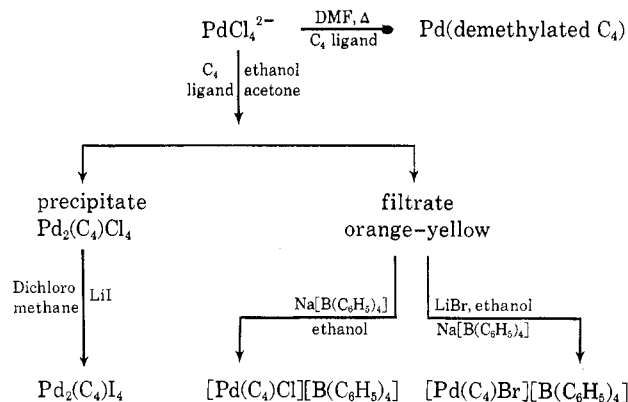 PdCl₄²⁻ DMF, Δ Pd(demethylated C₄)
C₄ ligand
C₄ ethanol
ligand acetone
precipitate filtrate
Pd₂(C₄)Cl₄ orange-yellow
Dichloro LiI Na[B(C₆H₅)₄] LiBr, ethanol
methane ethanol Na[B(C₆H₅)₄]
Pd₂(C₄)I₄ [Pd(C₄)Cl][B(C₆H₅)₄] [Pd(C₄)Br][B(C₆H₅)₄]